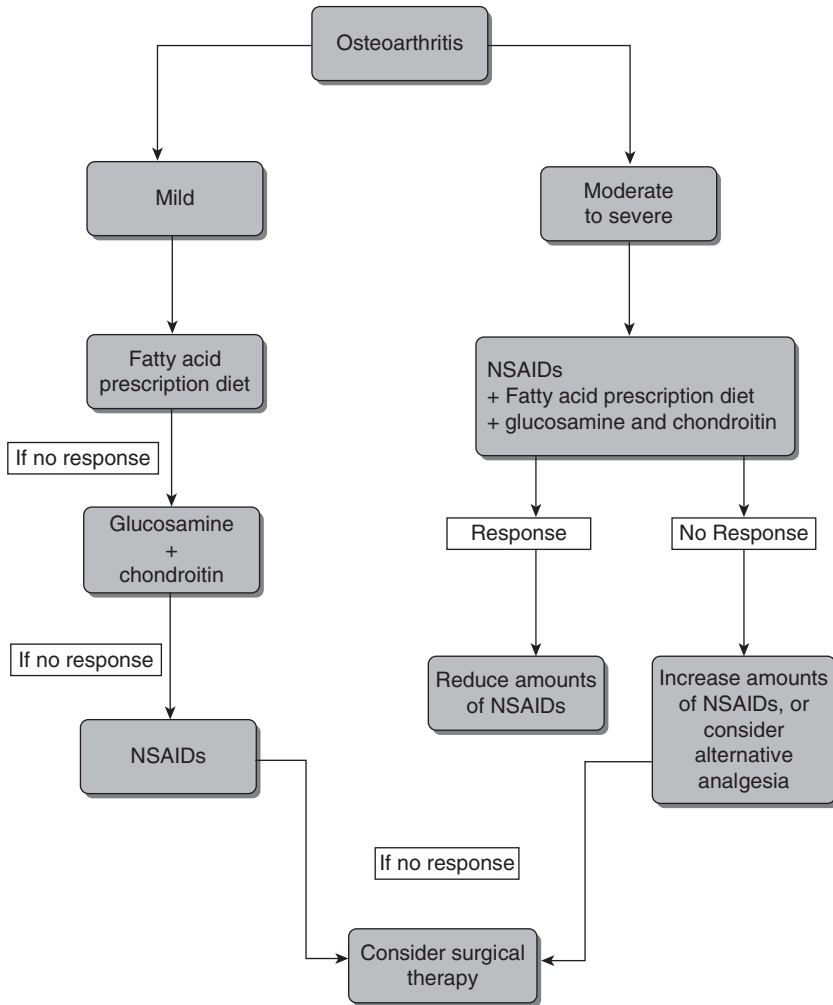 Osteoarthritis
Mild
Moderate
to severe
Fatty acid
prescription diet
NSAIDs
+ Fatty acid prescription diet
+ glucosamine and chondroitin
If no response
Glucosamine
+
chondroitin
Response
No Response
If no response
Reduce amounts
of NSAIDs
Increase amounts
of NSAIDs, or
consider
alternative
analgesia
NSAIDs
If no response
Consider surgical
therapy